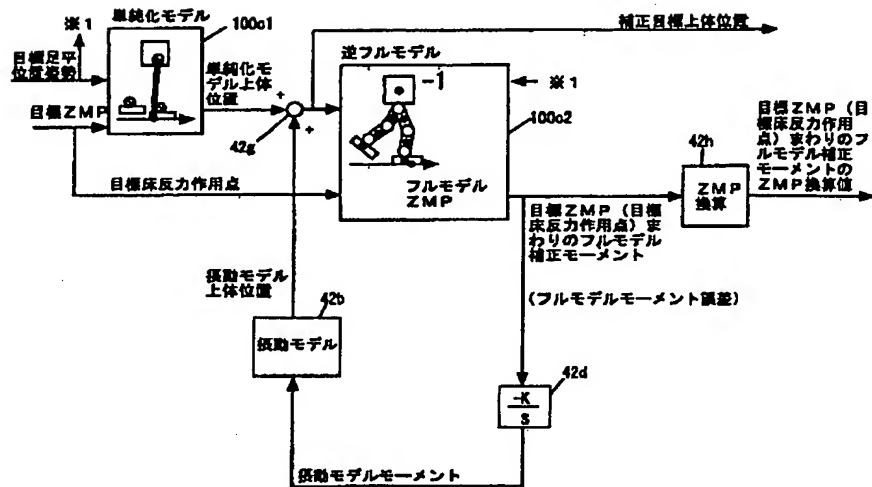 ※1
単純化モデル
100c1
補正目標上体位置
目標足平
位置姿勢
目標ZMP
単純化モ
デル上体
位置
+
+
42g
逆フルモデル
-1
※1
100c2
フルモデル
ZMP
目標床反力作用点
42h
ZMP
換算
目標ZMP(目
標床反力作用
点)まわりのフ
ルモデル補正
モーメントの
ZMP換算値
目標ZMP(目標
床反力作用点)ま
わりのフルモデル
補正モーメント
(フルモデルモーメント誤差)
摂動モデル
上体位置
42b
摂動モデル
42d
-K
S
摂動モデルモーメント